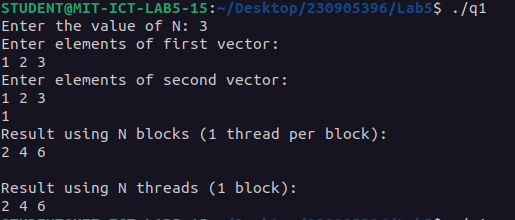 STUDENT@MIT-ICT-LAB5-15:~/Desktop/230905396/Lab5$ ./q1
Enter the value of N: 3
Enter elements of first vector:
1 2 3
Enter elements of second vector:
1 2 3
1
Result using N blocks (1 thread per block):
2 4 6
Result using N threads (1 block):
2 4 6